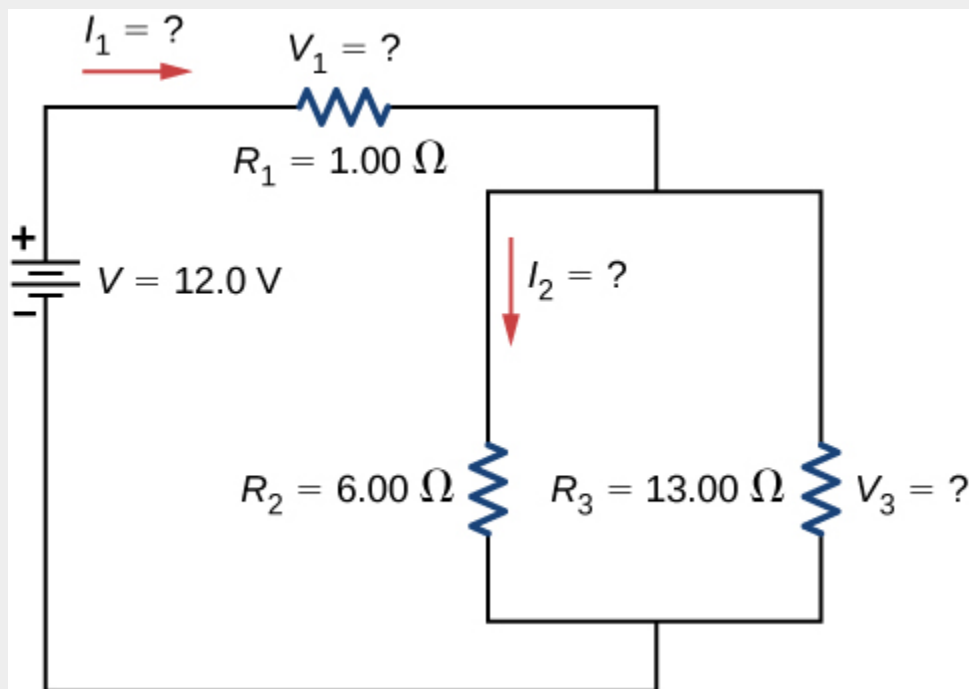 I₁ = ?
V₁ = ?
R₁ = 1.00 Ω
+
V = 12.0 V
−
I₂ = ?
R₂ = 6.00 Ω
R₃ = 13.00 Ω
V₃ = ?